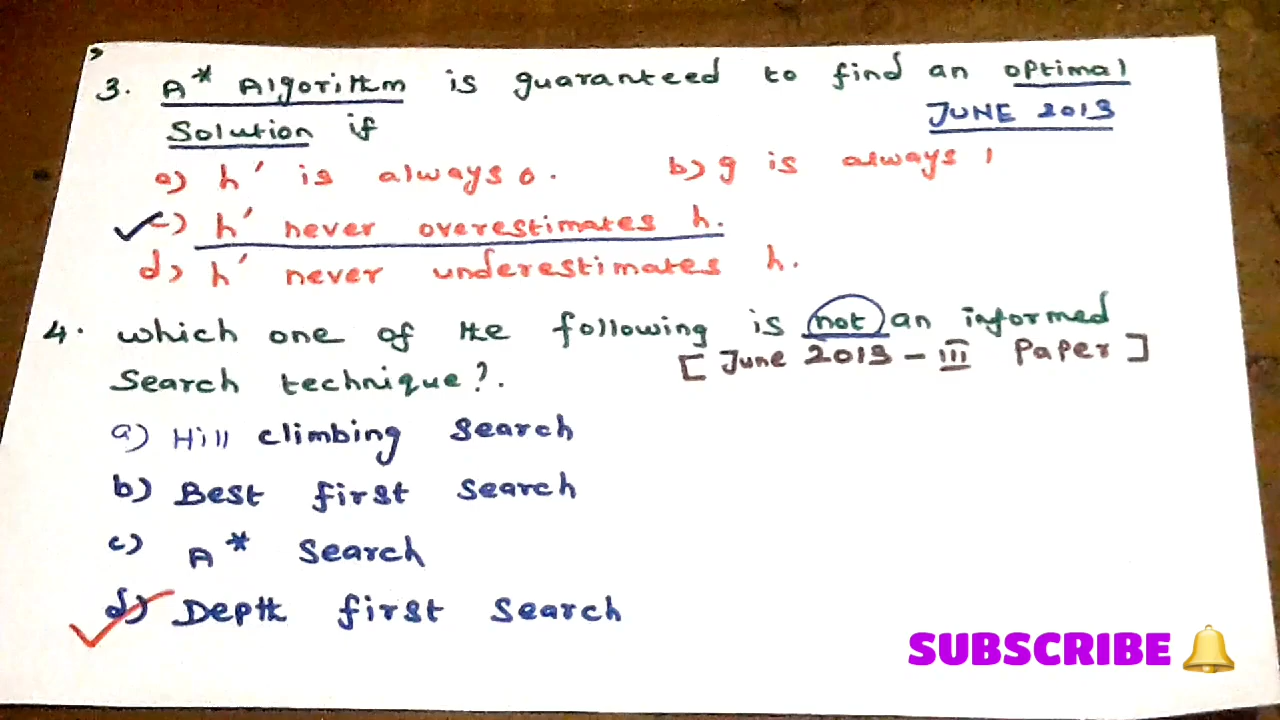 3. A* Algorithm is guaranteed to find an optimal
Solution if JUNE 2013
a) h' is always 0. b) g is always 1
c) h' never overestimates h.
d) h' never underestimates h.
4. which one of the following is not an informed
Search technique?. [June 2013 - III Paper]
a) Hill climbing search
b) Best first search
c) A* Search
d) Depth first search
SUBSCRIBE